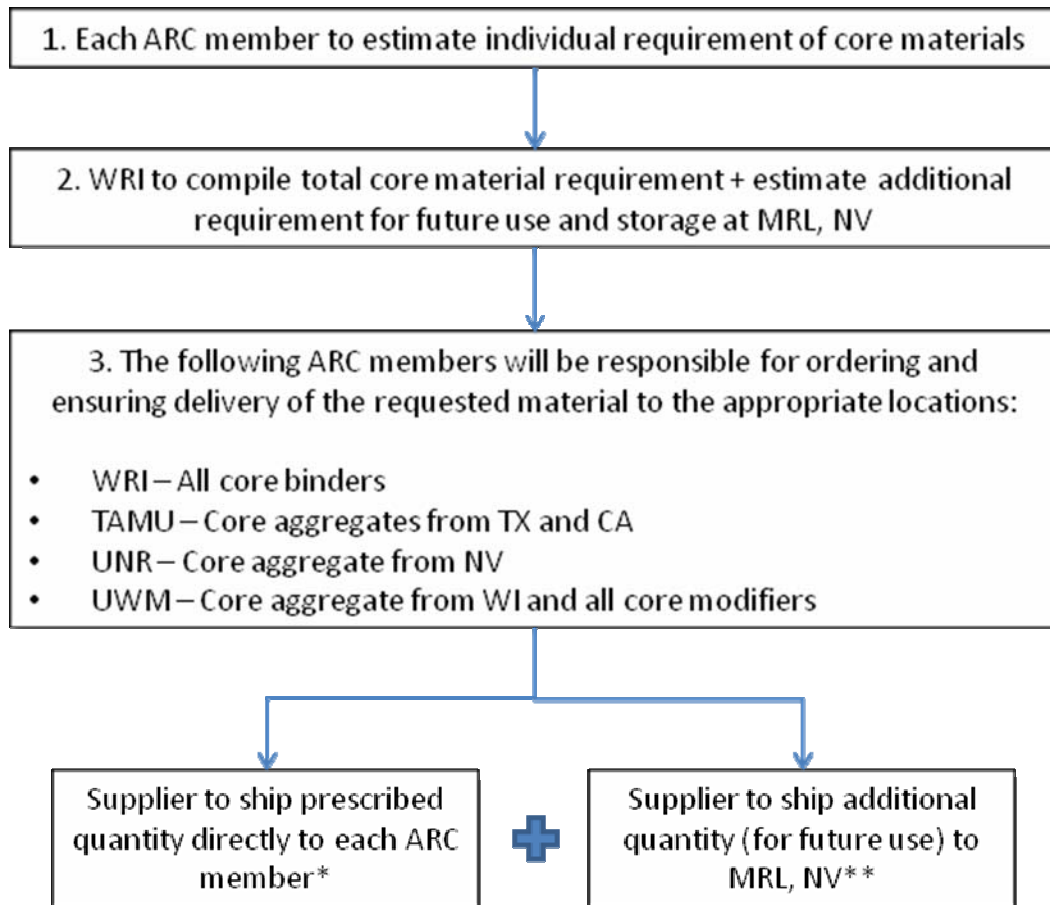 1. Each ARC member to estimate individual requirement of core materials
2. WRI to compile total core material requirement + estimate additional
requirement for future use and storage at MRL, NV
3. The following ARC members will be responsible for ordering and
ensuring delivery of the requested material to the appropriate locations:
• WRI – All core binders
• TAMU – Core aggregates from TX and CA
• UNR – Core aggregate from NV
• UWM – Core aggregate from WI and all core modifiers
Supplier to ship prescribed
quantity directly to each ARC
member*
Supplier to ship additional
quantity (for future use) to
MRL, NV**